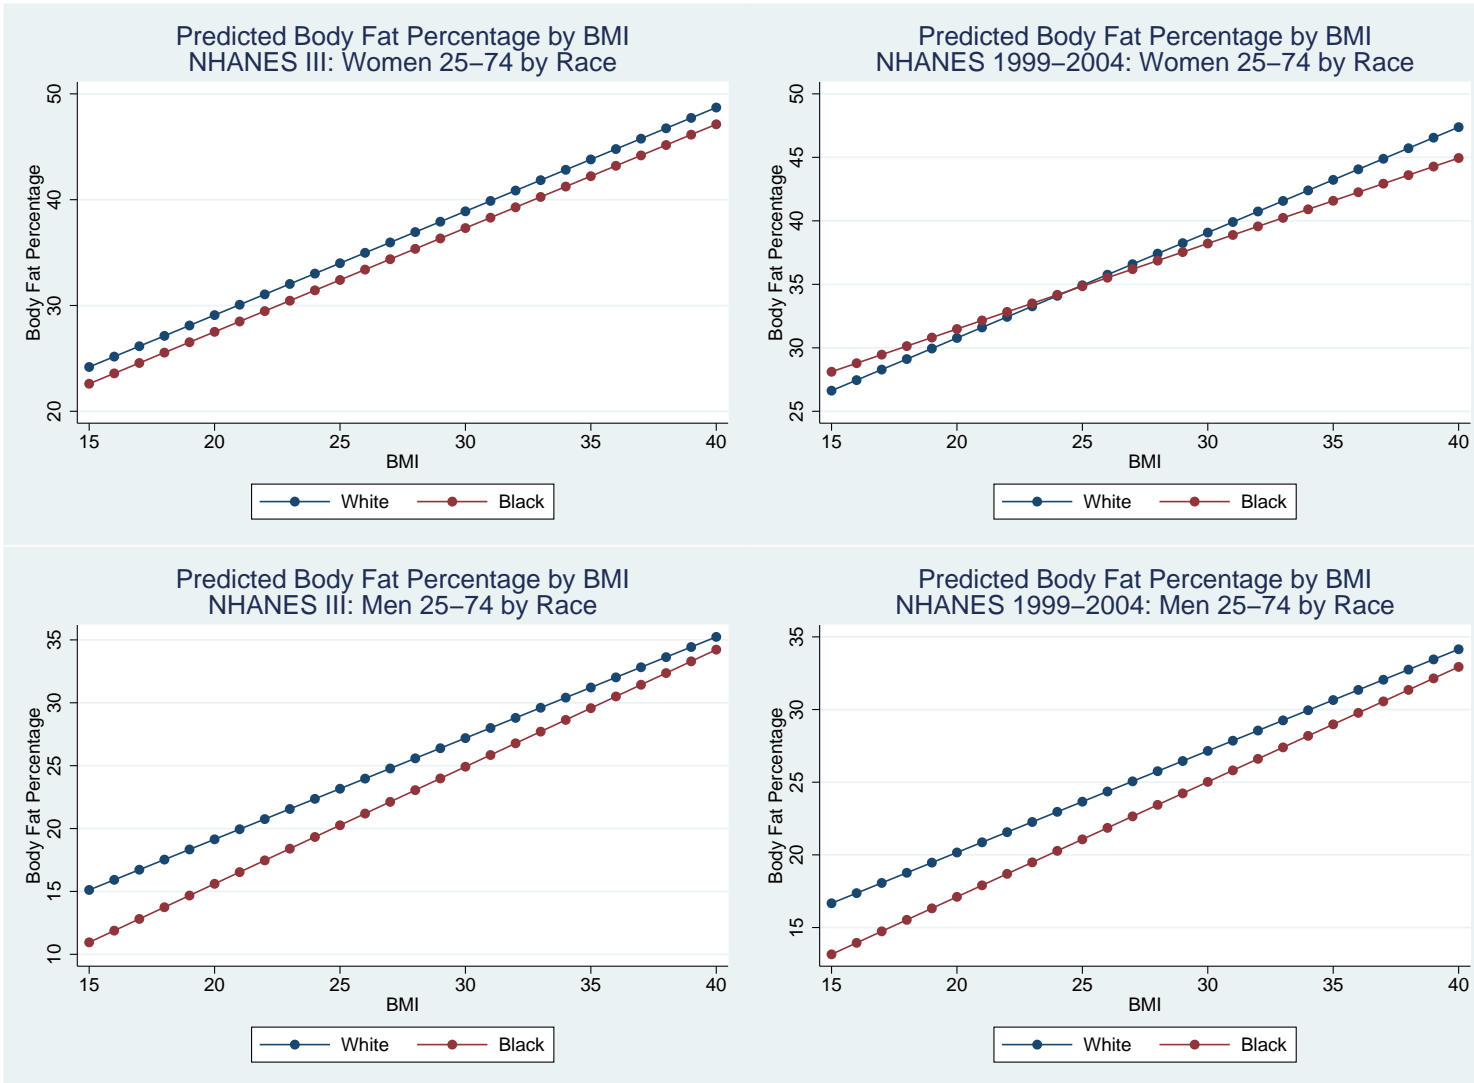 Predicted Body Fat Percentage by BMI
NHANES III: Women 25–74 by Race
Body Fat Percentage
50
40
30
20
15 20 25 30 35 40
BMI
White Black
Predicted Body Fat Percentage by BMI
NHANES 1999–2004: Women 25–74 by Race
Body Fat Percentage
50
45
40
35
30
25
15 20 25 30 35 40
BMI
White Black
Predicted Body Fat Percentage by BMI
NHANES III: Men 25–74 by Race
Body Fat Percentage
35
30
25
20
15
10
15 20 25 30 35 40
BMI
White Black
Predicted Body Fat Percentage by BMI
NHANES 1999–2004: Men 25–74 by Race
Body Fat Percentage
35
30
25
20
15
15 20 25 30 35 40
BMI
White Black